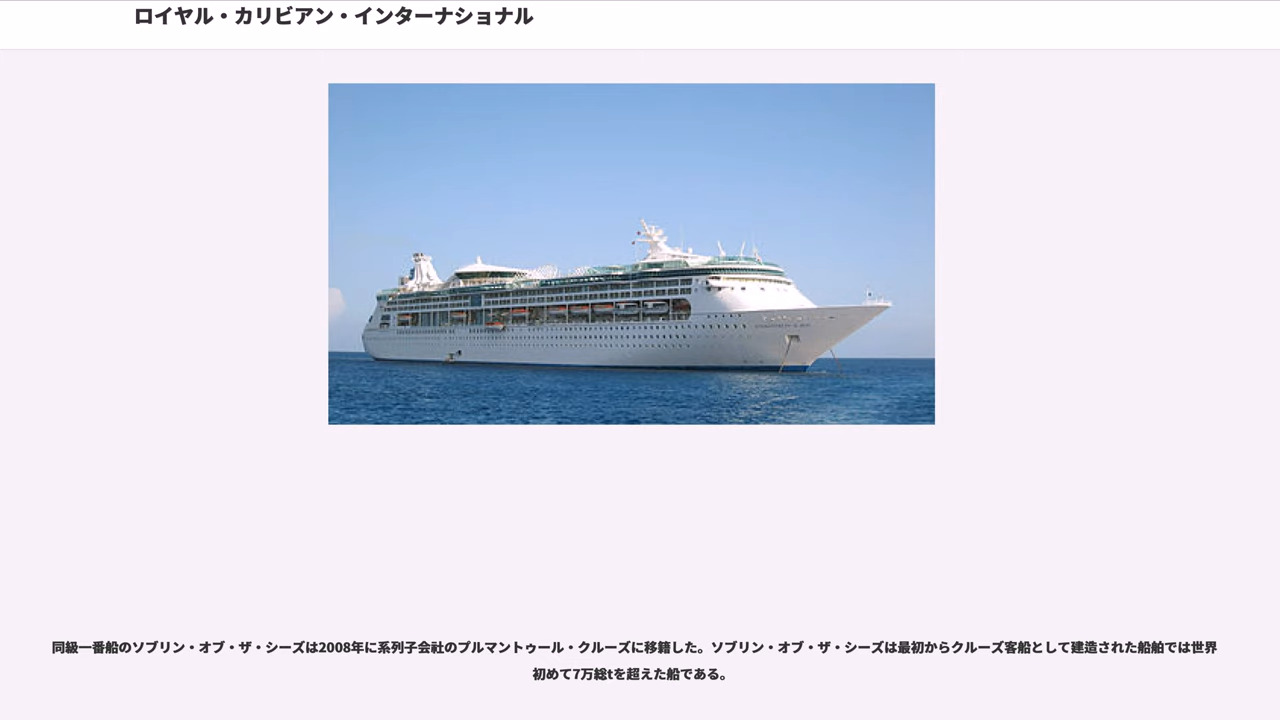 ロイヤル・カリビアン・インターナショナル
同級一番船のソブリン・オブ・ザ・シーズは2008年に系列子会社のプルマントゥール・クルーズに移籍した。ソブリン・オブ・ザ・シーズは最初からクルーズ客船として建造された船舶では世界
初めて7万総tを超えた船である。